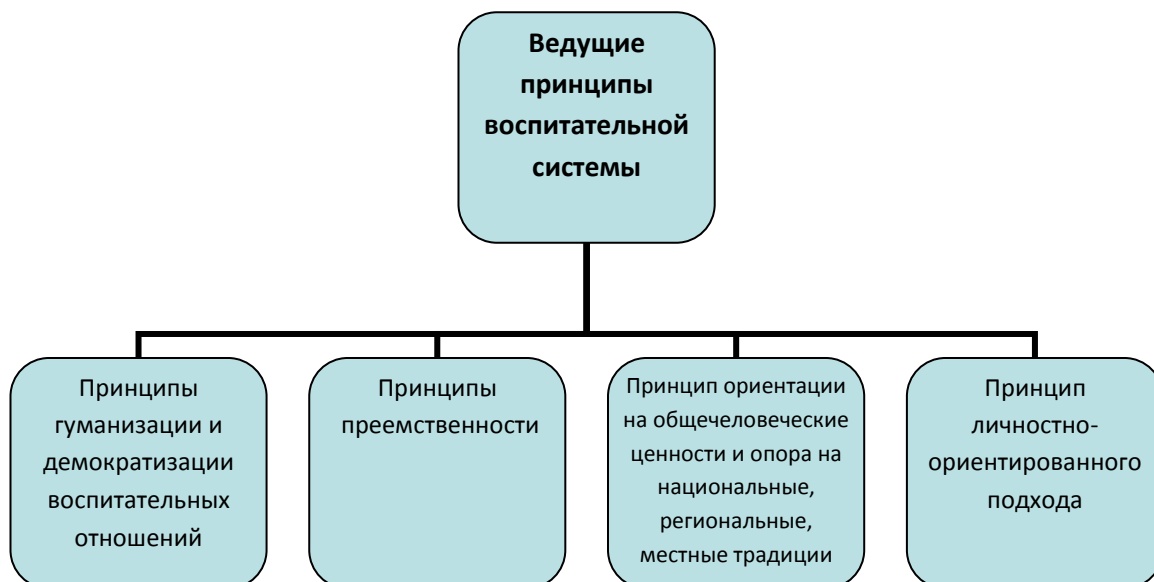 Ведущие
принципы
воспитательной
системы
Принципы
гуманизации и
демократизации
воспитательных
отношений
Принципы
преемственности
Принцип ориентации
на общечеловеческие
ценности и опора на
национальные,
региональные,
местные традиции
Принцип
личностно-
ориентированного
подхода